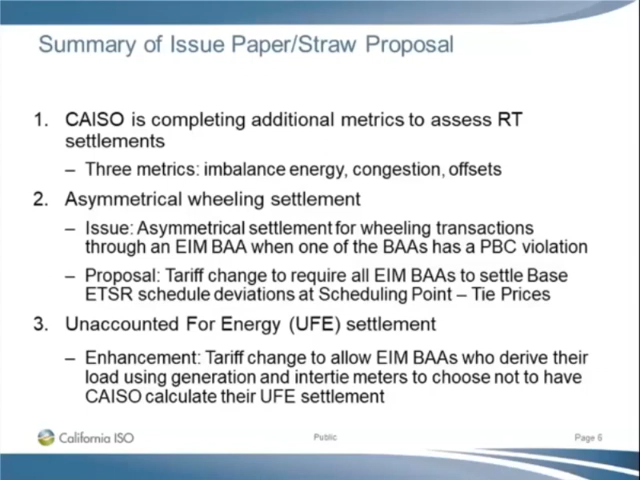 Summary of Issue Paper/Straw Proposal
1. CAISO is completing additional metrics to assess RT
settlements
– Three metrics: imbalance energy, congestion, offsets
2. Asymmetrical wheeling settlement
– Issue: Asymmetrical settlement for wheeling transactions
through an EIM BAA when one of the BAAs has a PBC violation
– Proposal: Tariff change to require all EIM BAAs to settle Base
ETSR schedule deviations at Scheduling Point – Tie Prices
3. Unaccounted For Energy (UFE) settlement
– Enhancement: Tariff change to allow EIM BAAs who derive their
load using generation and intertie meters to choose not to have
CAISO calculate their UFE settlement
California ISO
Public
Page 6